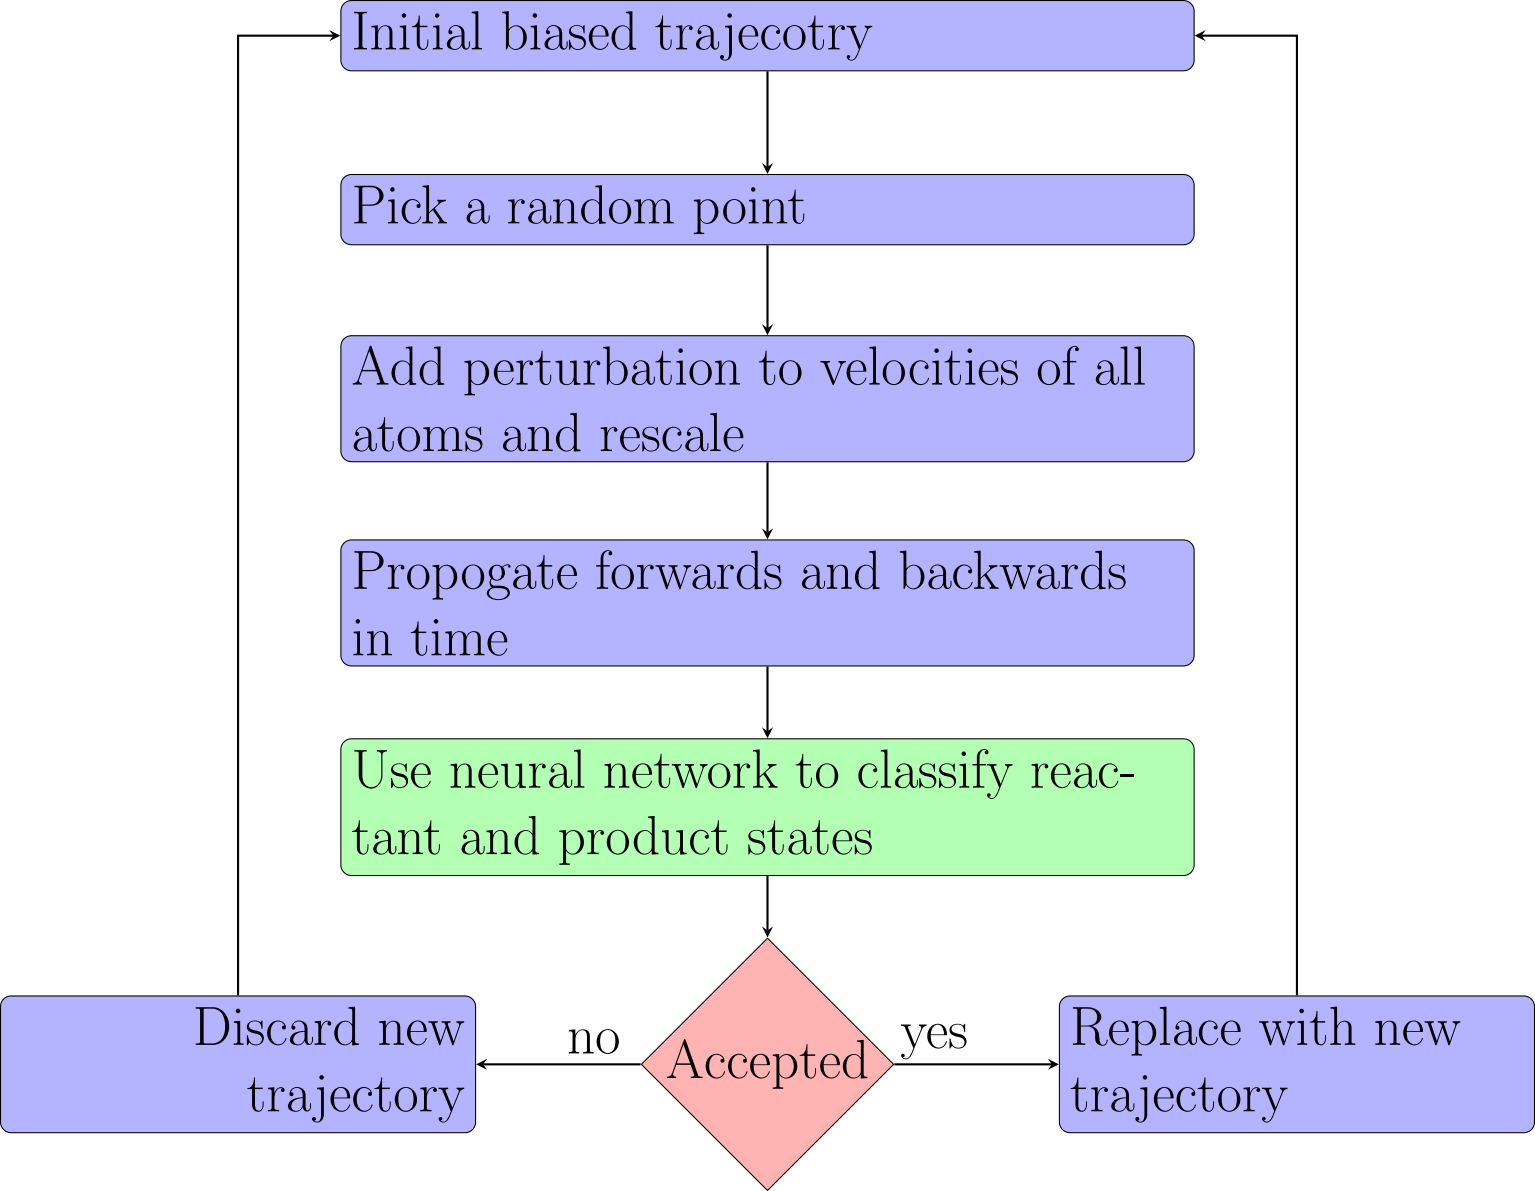 Initial biased trajecotry
Pick a random point
Add perturbation to velocities of all
atoms and rescale
Propogate forwards and backwards
in time
Use neural network to classify reac-
tant and product states
Discard new
trajectory
no
Accepted
yes
Replace with new
trajectory